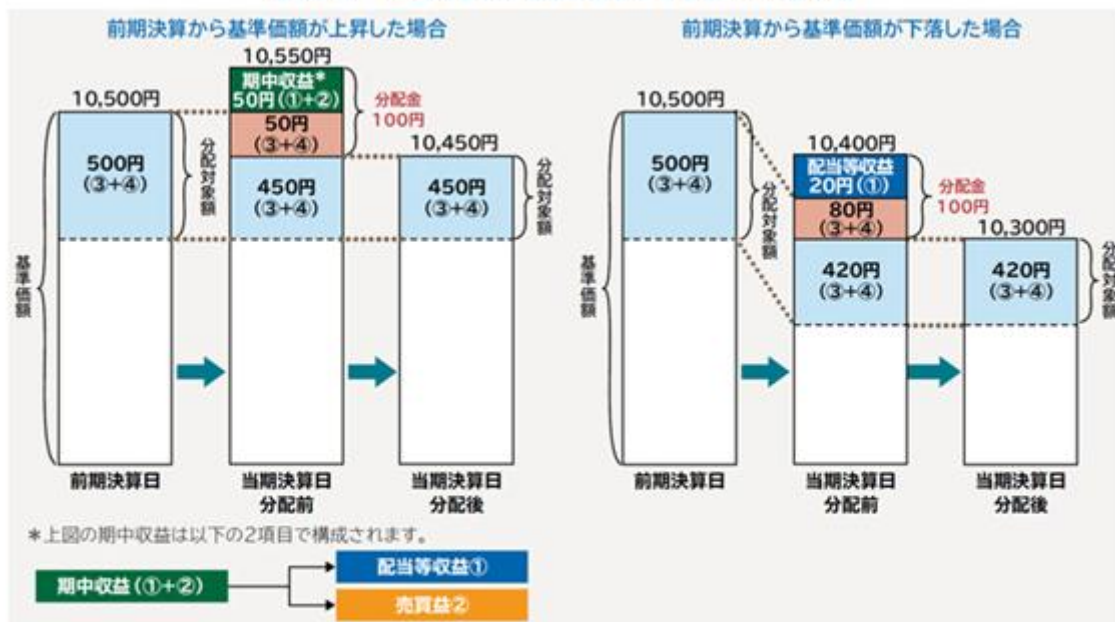 前期決算から基準価額が上昇した場合
10,500円
500円
(③+④)
分配対象額
基準価額
前期決算日
10,550円
期中収益*
50円(①+②)
50円
(③+④)
450円
(③+④)
分配金
100円
当期決算日
分配前
10,450円
450円
(③+④)
分配対象額
当期決算日
分配後
前期決算から基準価額が下落した場合
10,500円
500円
(③+④)
分配対象額
基準価額
前期決算日
10,400円
配当等収益
20円(①)
80円
(③+④)
420円
(③+④)
分配金
100円
当期決算日
分配前
10,300円
420円
(③+④)
分配対象額
当期決算日
分配後
*上図の期中収益は以下の2項目で構成されます。
期中収益(①+②)
配当等収益①
売買益②